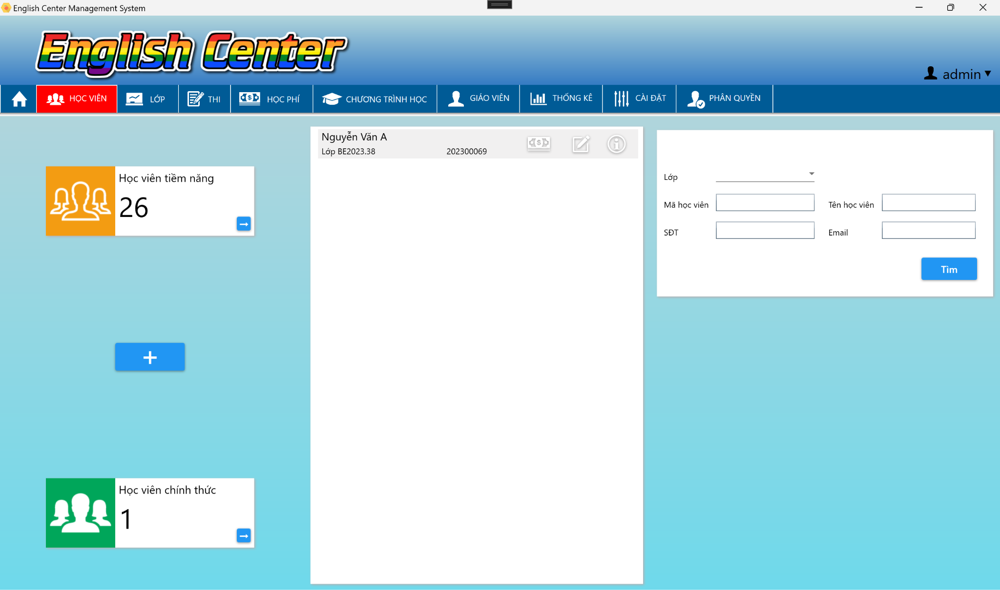 English Center Management System
English Center
admin
HỌC VIÊN
LỚP
THI
HỌC PHÍ
CHƯƠNG TRÌNH HỌC
GIÁO VIÊN
THỐNG KÊ
CÀI ĐẶT
PHÂN QUYỀN
Học viên tiềm năng
26
Học viên chính thức
1
Nguyễn Văn A
Lớp BE2023.38 202300069
Lớp
Mã học viên
Tên học viên
SĐT
Email
Tìm